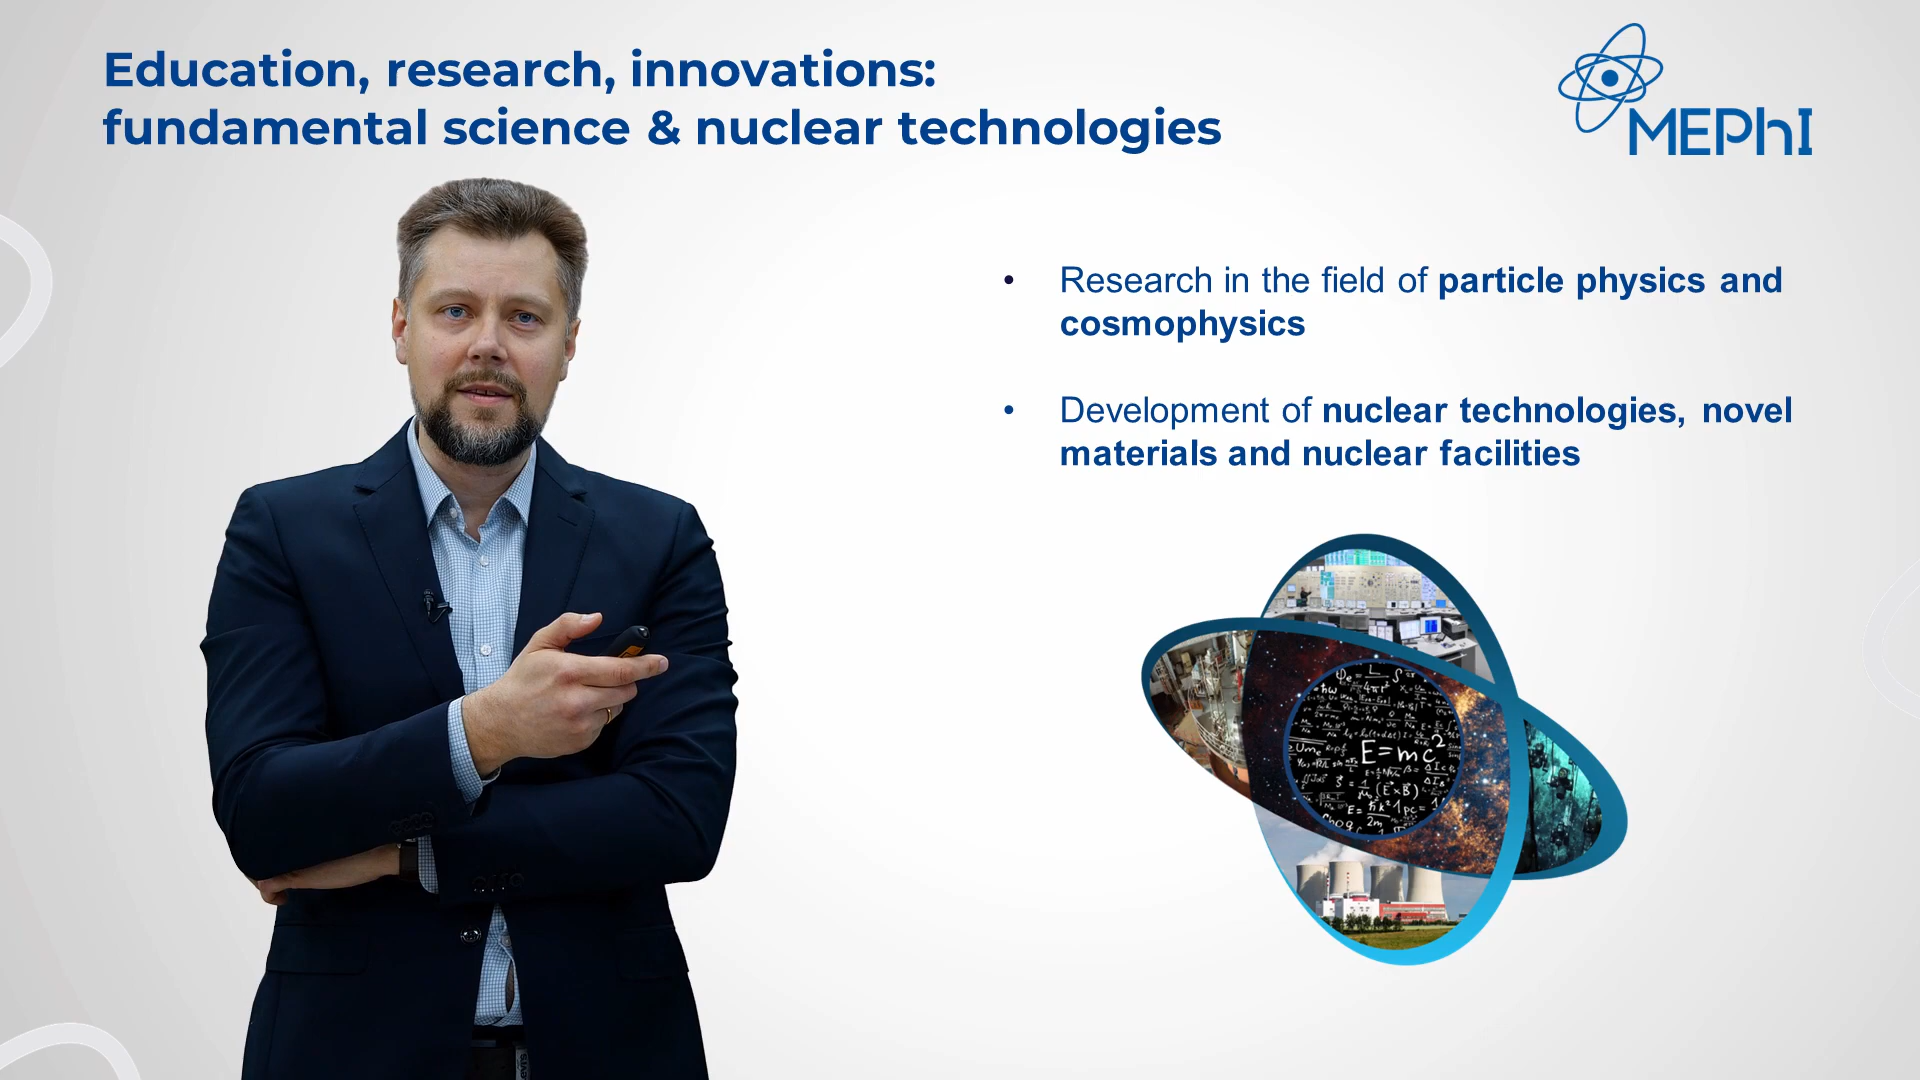 Education, research, innovations:
fundamental science & nuclear technologies
MEPhI
• Research in the field of particle physics and
cosmophysics
• Development of nuclear technologies, novel
materials and nuclear facilities
E=mc²